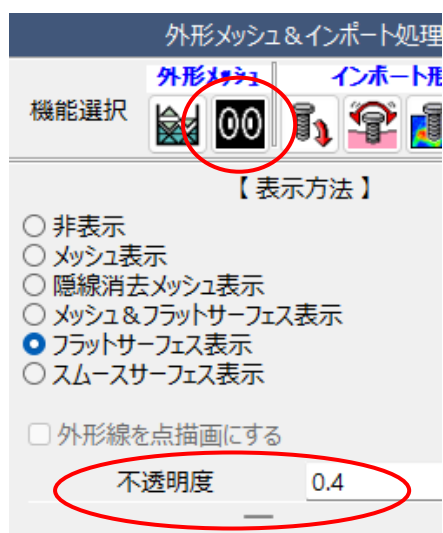 外形メッシュ&インポート処理
外形メッシュ
インポート形
機能選択
00
【 表示方法 】
非表示
メッシュ表示
隠線消去メッシュ表示
メッシュ&フラットサーフェス表示
フラットサーフェス表示
スムースサーフェス表示
外形線を点描画にする
不透明度 0.4